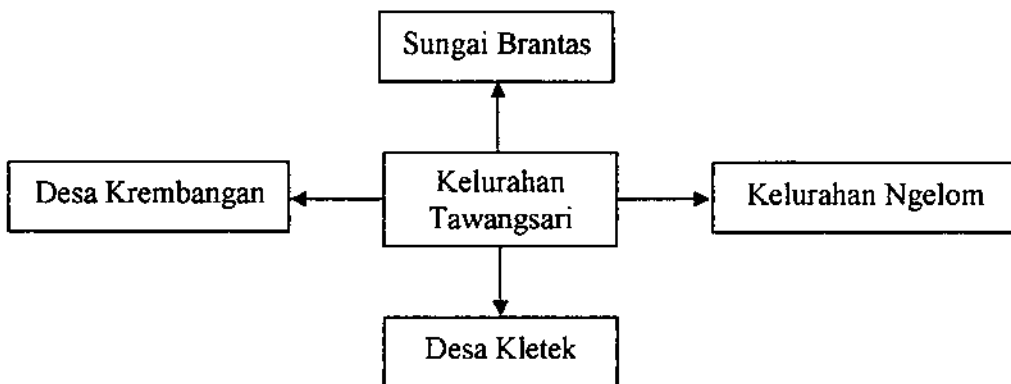 Sungai Brantas
Desa Krembangan
Kelurahan
Tawangsari
Kelurahan Ngelom
Desa Kletek